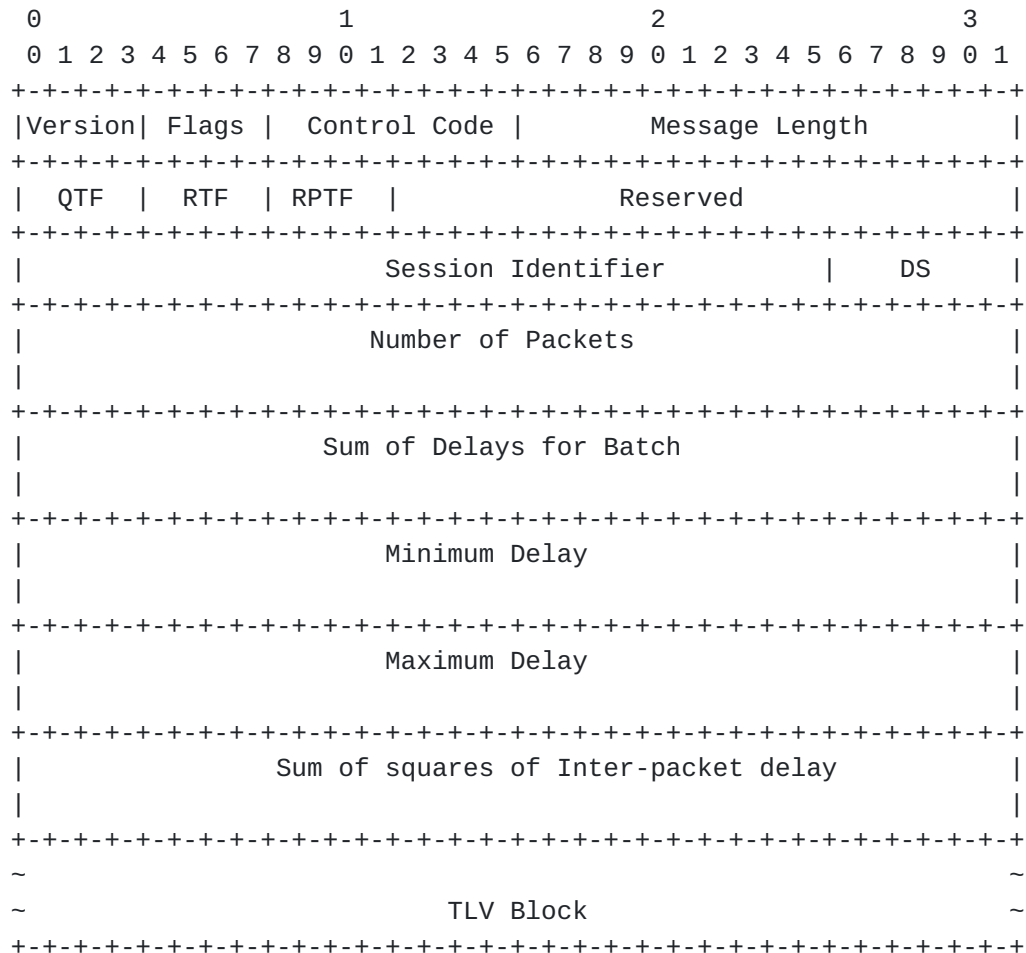 0                   1                   2                   3
 0 1 2 3 4 5 6 7 8 9 0 1 2 3 4 5 6 7 8 9 0 1 2 3 4 5 6 7 8 9 0 1
+-+-+-+-+-+-+-+-+-+-+-+-+-+-+-+-+-+-+-+-+-+-+-+-+-+-+-+-+-+-+-+-+
|Version| Flags |  Control Code |        Message Length         |
+-+-+-+-+-+-+-+-+-+-+-+-+-+-+-+-+-+-+-+-+-+-+-+-+-+-+-+-+-+-+-+-+
|  QTF  |  RTF  | RPTF  |              Reserved                 |
+-+-+-+-+-+-+-+-+-+-+-+-+-+-+-+-+-+-+-+-+-+-+-+-+-+-+-+-+-+-+-+-+
|                       Session Identifier          |    DS     |
+-+-+-+-+-+-+-+-+-+-+-+-+-+-+-+-+-+-+-+-+-+-+-+-+-+-+-+-+-+-+-+-+
|                      Number of Packets                        |
|                                                               |
+-+-+-+-+-+-+-+-+-+-+-+-+-+-+-+-+-+-+-+-+-+-+-+-+-+-+-+-+-+-+-+-+
|                   Sum of Delays for Batch                     |
|                                                               |
+-+-+-+-+-+-+-+-+-+-+-+-+-+-+-+-+-+-+-+-+-+-+-+-+-+-+-+-+-+-+-+-+
|                       Minimum Delay                           |
|                                                               |
+-+-+-+-+-+-+-+-+-+-+-+-+-+-+-+-+-+-+-+-+-+-+-+-+-+-+-+-+-+-+-+-+
|                       Maximum Delay                           |
|                                                               |
+-+-+-+-+-+-+-+-+-+-+-+-+-+-+-+-+-+-+-+-+-+-+-+-+-+-+-+-+-+-+-+-+
|                Sum of squares of Inter-packet delay           |
|                                                               |
+-+-+-+-+-+-+-+-+-+-+-+-+-+-+-+-+-+-+-+-+-+-+-+-+-+-+-+-+-+-+-+-+
~                                                               ~
~                           TLV Block                           ~
+-+-+-+-+-+-+-+-+-+-+-+-+-+-+-+-+-+-+-+-+-+-+-+-+-+-+-+-+-+-+-+-+